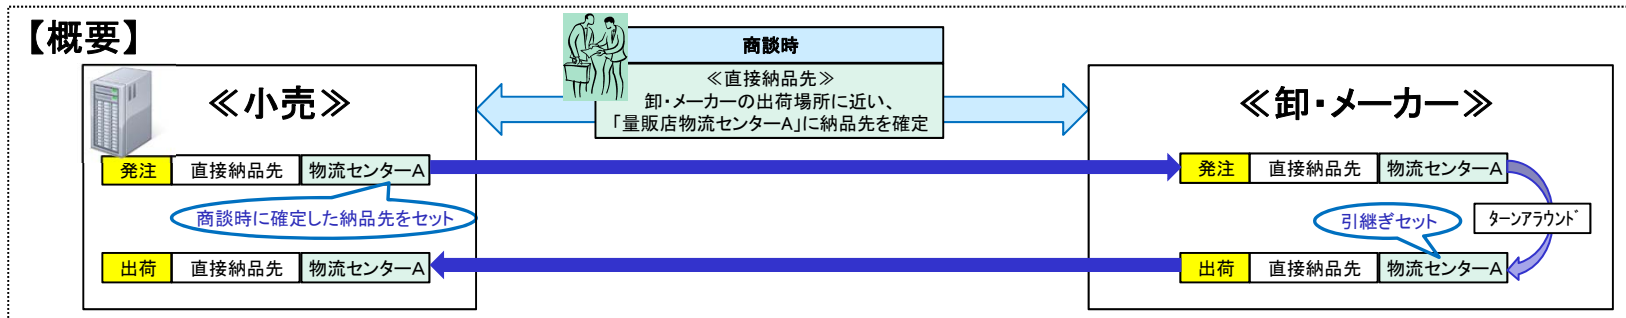 【概要】
商談時
≪直接納品先≫
卸・メーカーの出荷場所に近い、
「量販店物流センターA」に納品先を確定
≪小売≫
発注 直接納品先 物流センターA
商談時に確定した納品先をセット
出荷 直接納品先 物流センターA
≪卸・メーカー≫
発注 直接納品先 物流センターA
引継ぎセット
ﾀｰﾝｱﾗｳﾝﾄﾞ
出荷 直接納品先 物流センターA